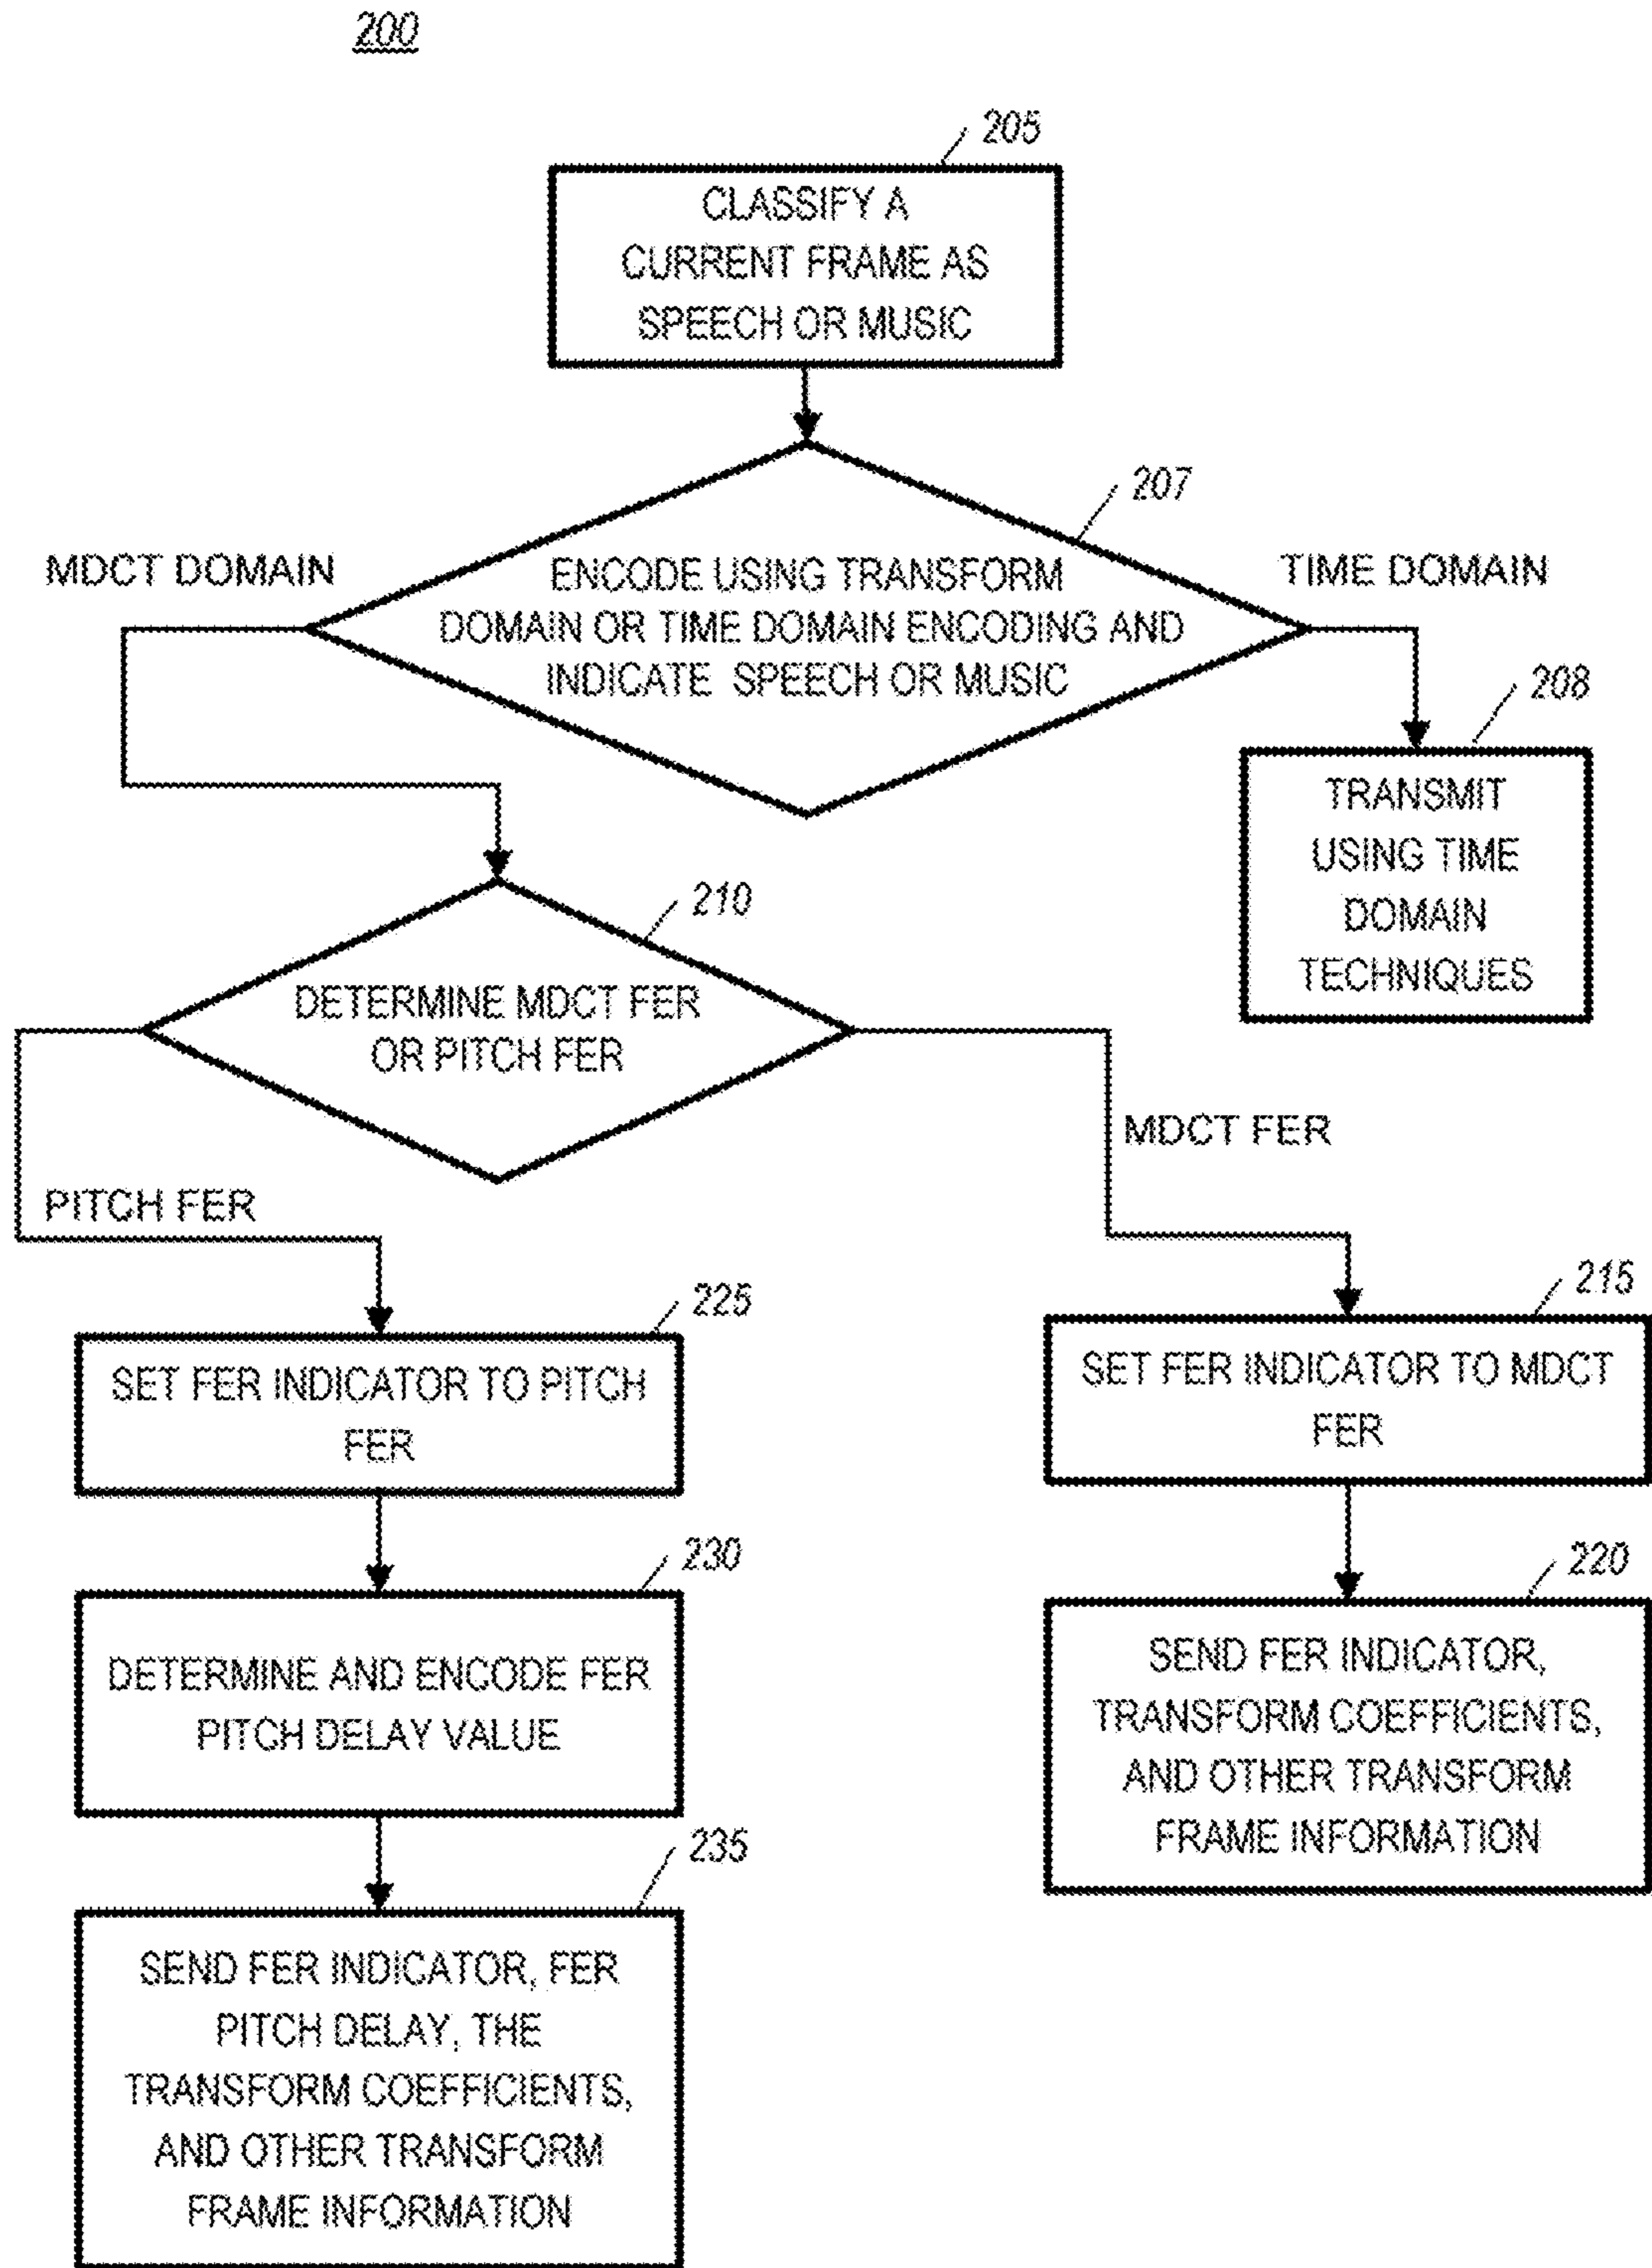 200
205
CLASSIFY A
CURRENT FRAME AS
SPEECH OR MUSIC
207
MDCT DOMAIN
TIME DOMAIN
ENCODE USING TRANSFORM
DOMAIN OR TIME DOMAIN ENCODING AND
INDICATE SPEECH OR MUSIC
208
TRANSMIT
USING TIME
DOMAIN
TECHNIQUES
210
DETERMINE MDCT FER
OR PITCH FER
MDCT FER
PITCH FER
225
SET FER INDICATOR TO PITCH
FER
215
SET FER INDICATOR TO MDCT
FER
230
DETERMINE AND ENCODE FER
PITCH DELAY VALUE
220
SEND FER INDICATOR,
TRANSFORM COEFFICIENTS,
AND OTHER TRANSFORM
FRAME INFORMATION
235
SEND FER INDICATOR, FER
PITCH DELAY, THE
TRANSFORM COEFFICIENTS,
AND OTHER TRANSFORM
FRAME INFORMATION